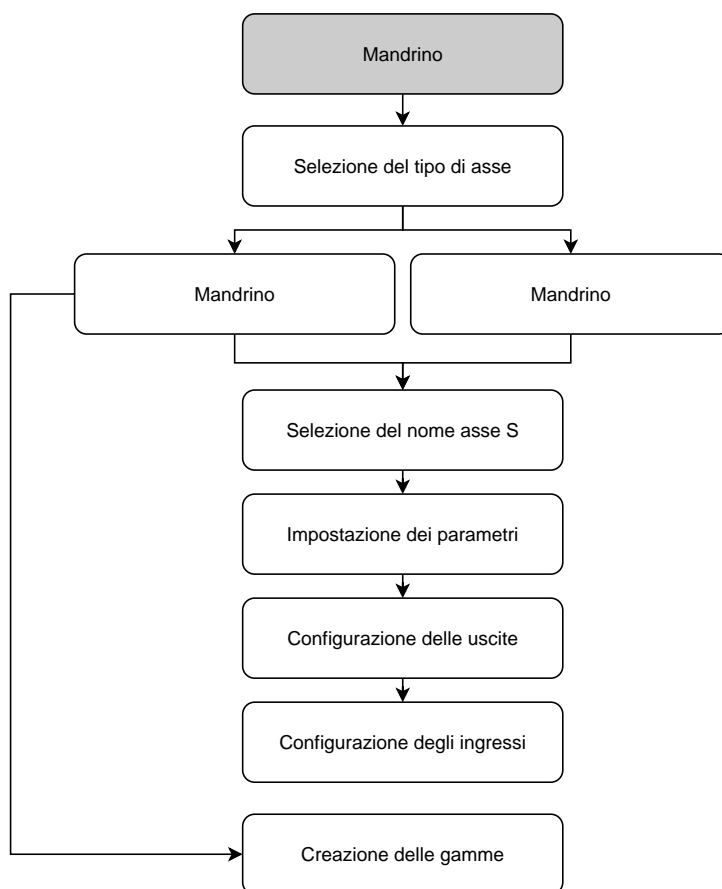 Mandrino
Selezione del tipo di asse
Mandrino
Mandrino
Selezione del nome asse S
Impostazione dei parametri
Configurazione delle uscite
Configurazione degli ingressi
Creazione delle gamme